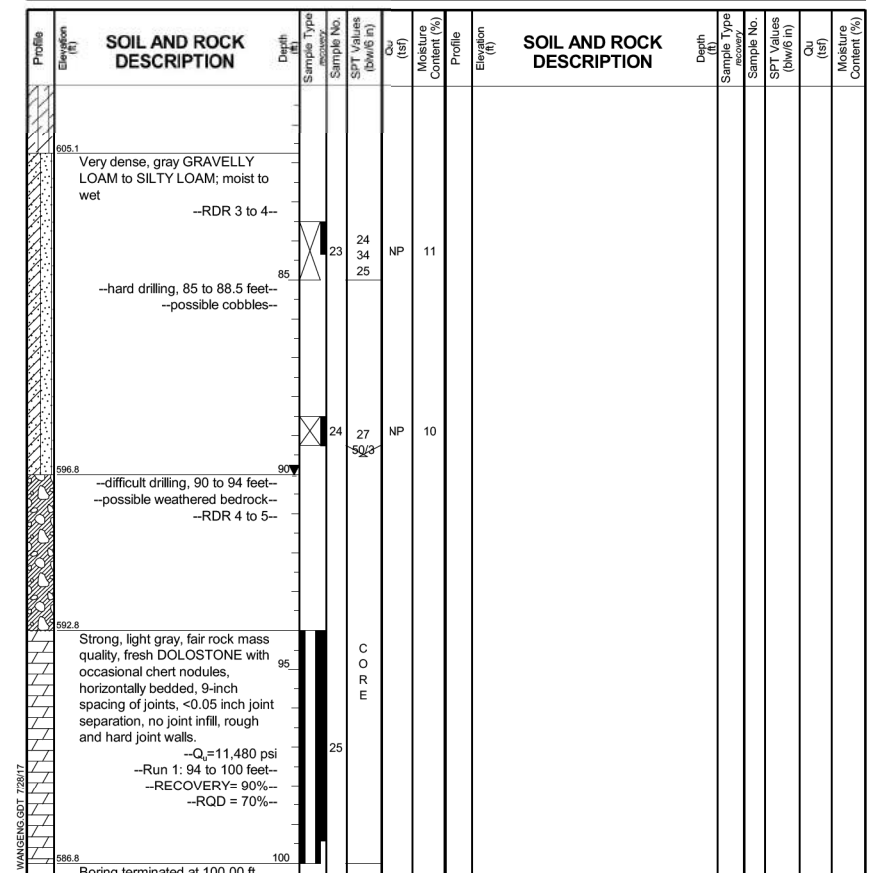 Profile
Elevation
(ft)
SOIL AND ROCK
DESCRIPTION
Depth
(ft)
Sample Type
recovery
Sample No.
SPT Values
(blw/6 in)
Qu
(tsf)
Moisture
Content (%)
Profile
Elevation
(ft)
SOIL AND ROCK
DESCRIPTION
Depth
(ft)
Sample Type
recovery
Sample No.
SPT Values
(blw/6 in)
Qu
(tsf)
Moisture
Content (%)
605.1
Very dense, gray GRAVELLY
LOAM to SILTY LOAM; moist to
wet
--RDR 3 to 4--
23
24
34
25
NP
11
85
--hard drilling, 85 to 88.5 feet--
--possible cobbles--
24
27
50/3
NP
10
596.8
90
--difficult drilling, 90 to 94 feet--
--possible weathered bedrock--
--RDR 4 to 5--
592.8
Strong, light gray, fair rock mass
quality, fresh DOLOSTONE with
occasional chert nodules,
horizontally bedded, 9-inch
spacing of joints, <0.05 inch joint
separation, no joint infill, rough
and hard joint walls.
95
C
O
R
E
25
--Qu=11,480 psi
--Run 1: 94 to 100 feet--
--RECOVERY= 90%--
--RQD = 70%--
586.8
100
Boring terminated at 100.00 ft
WANGENG.GDT 7/28/17